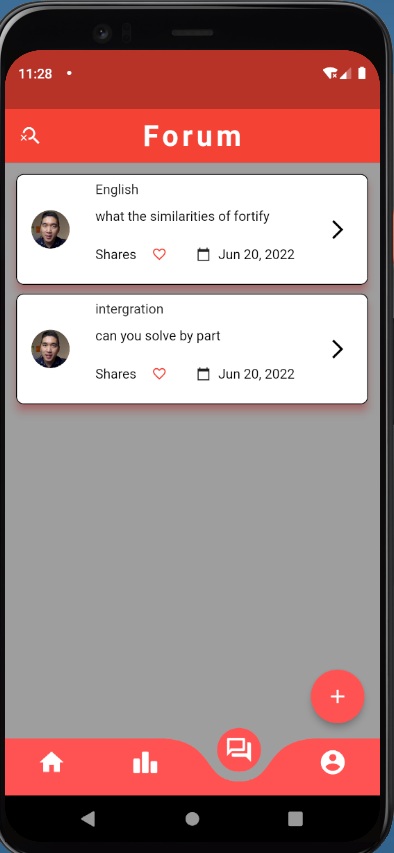 11:28
Forum
English
what the similarities of fortify
Shares Jun 20, 2022
intergration
can you solve by part
Shares Jun 20, 2022